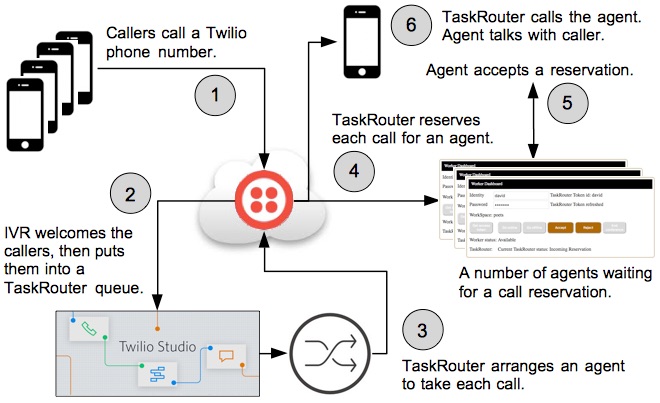 Callers call a Twilio
phone number.
1
6
TaskRouter calls the agent.
Agent talks with caller.
Agent accepts a reservation.
5
TaskRouter reserves
each call for an agent.
4
2
IVR welcomes the
callers, then puts
them into a
TaskRouter queue.
Worker Dashboard
Worker Dashboard
Worker Dashboard
Identity david TaskRouter Token id: david
Password TaskRouter Token refreshed
WorkSpace: posts
Accept Reject
Worker status: Available
TaskRouter: Current TaskRouter status: Incoming Reservation
A number of agents waiting
for a call reservation.
Twilio Studio
3
TaskRouter arranges an agent
to take each call.